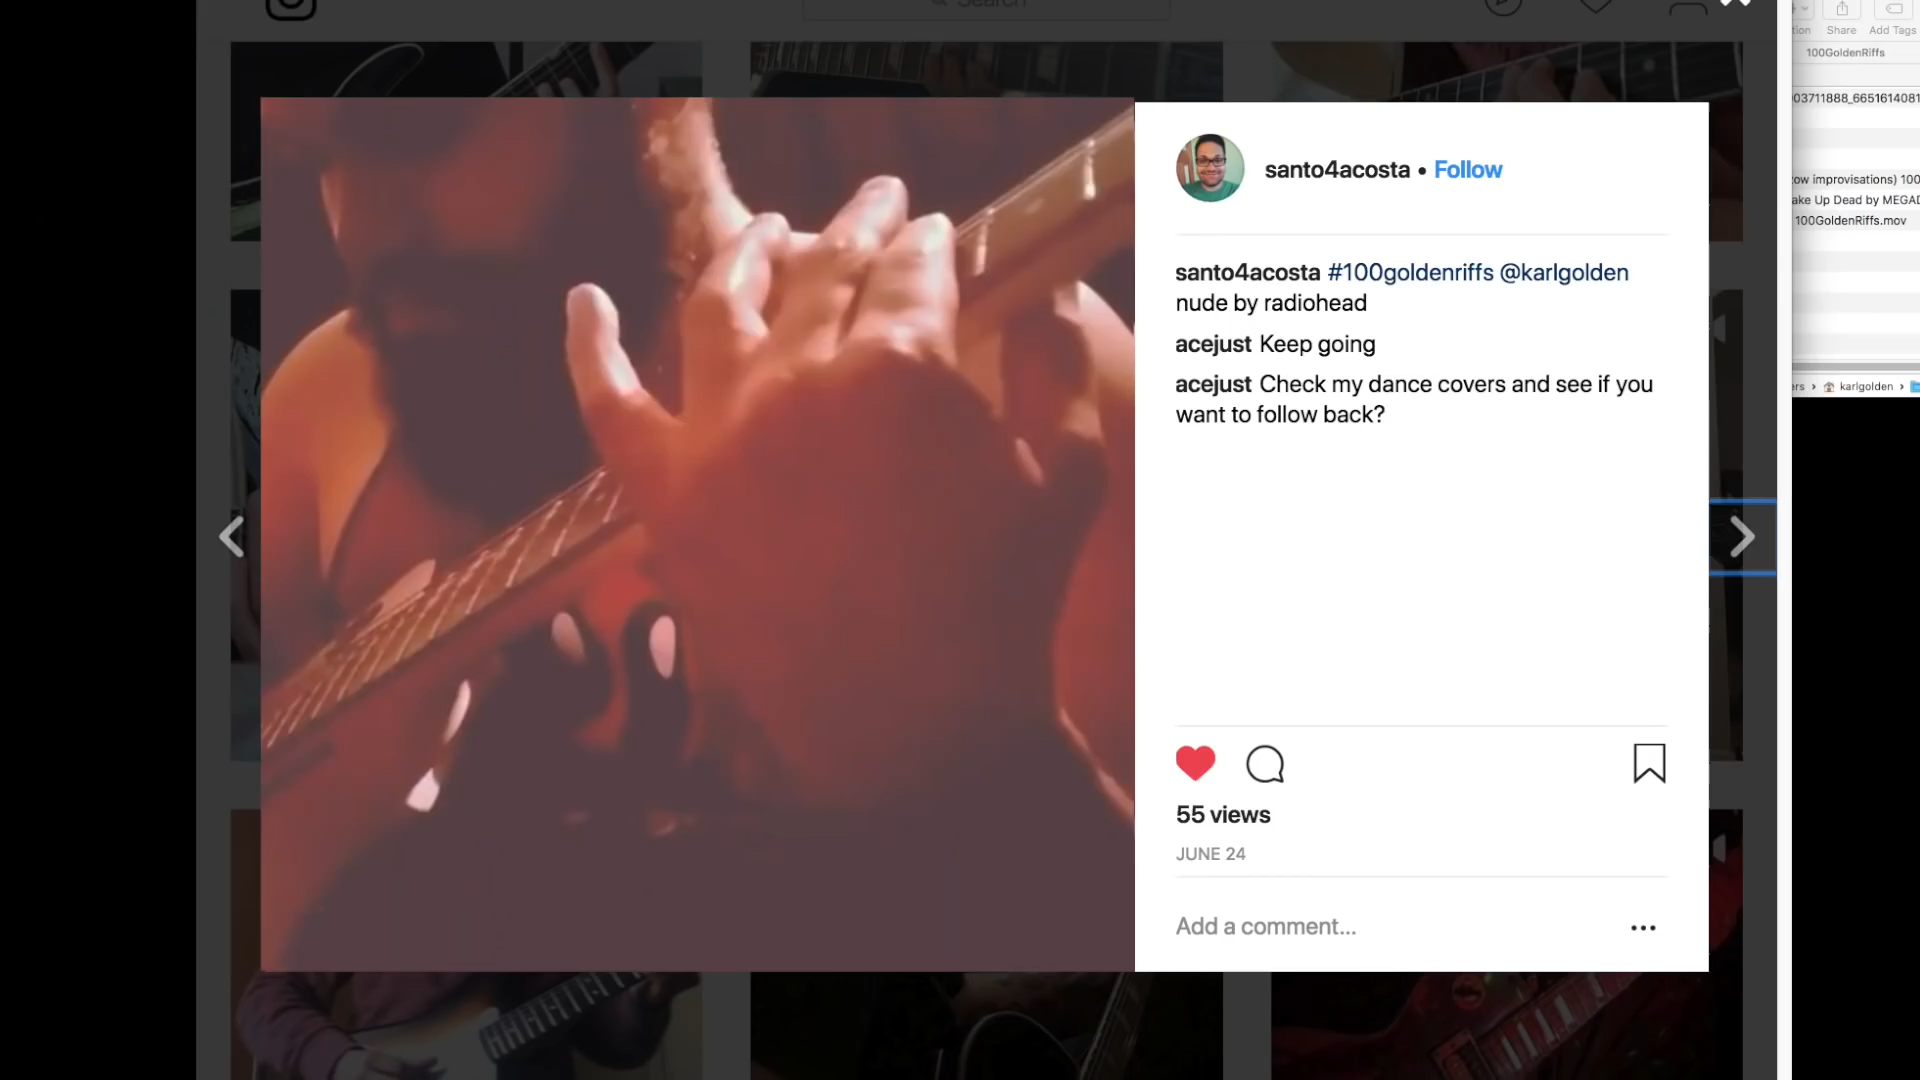 Search
Share
Add Tags
100GoldenRiffs
03711888_6651614081
santo4acosta • Follow
ow improvisations) 100
ake Up Dead by MEGAD
100GoldenRiffs.mov
santo4acosta #100goldenriffs @karlgolden
nude by radiohead
acejust Keep going
acejust Check my dance covers and see if you
want to follow back?
karlgolden
55 views
JUNE 24
Add a comment...